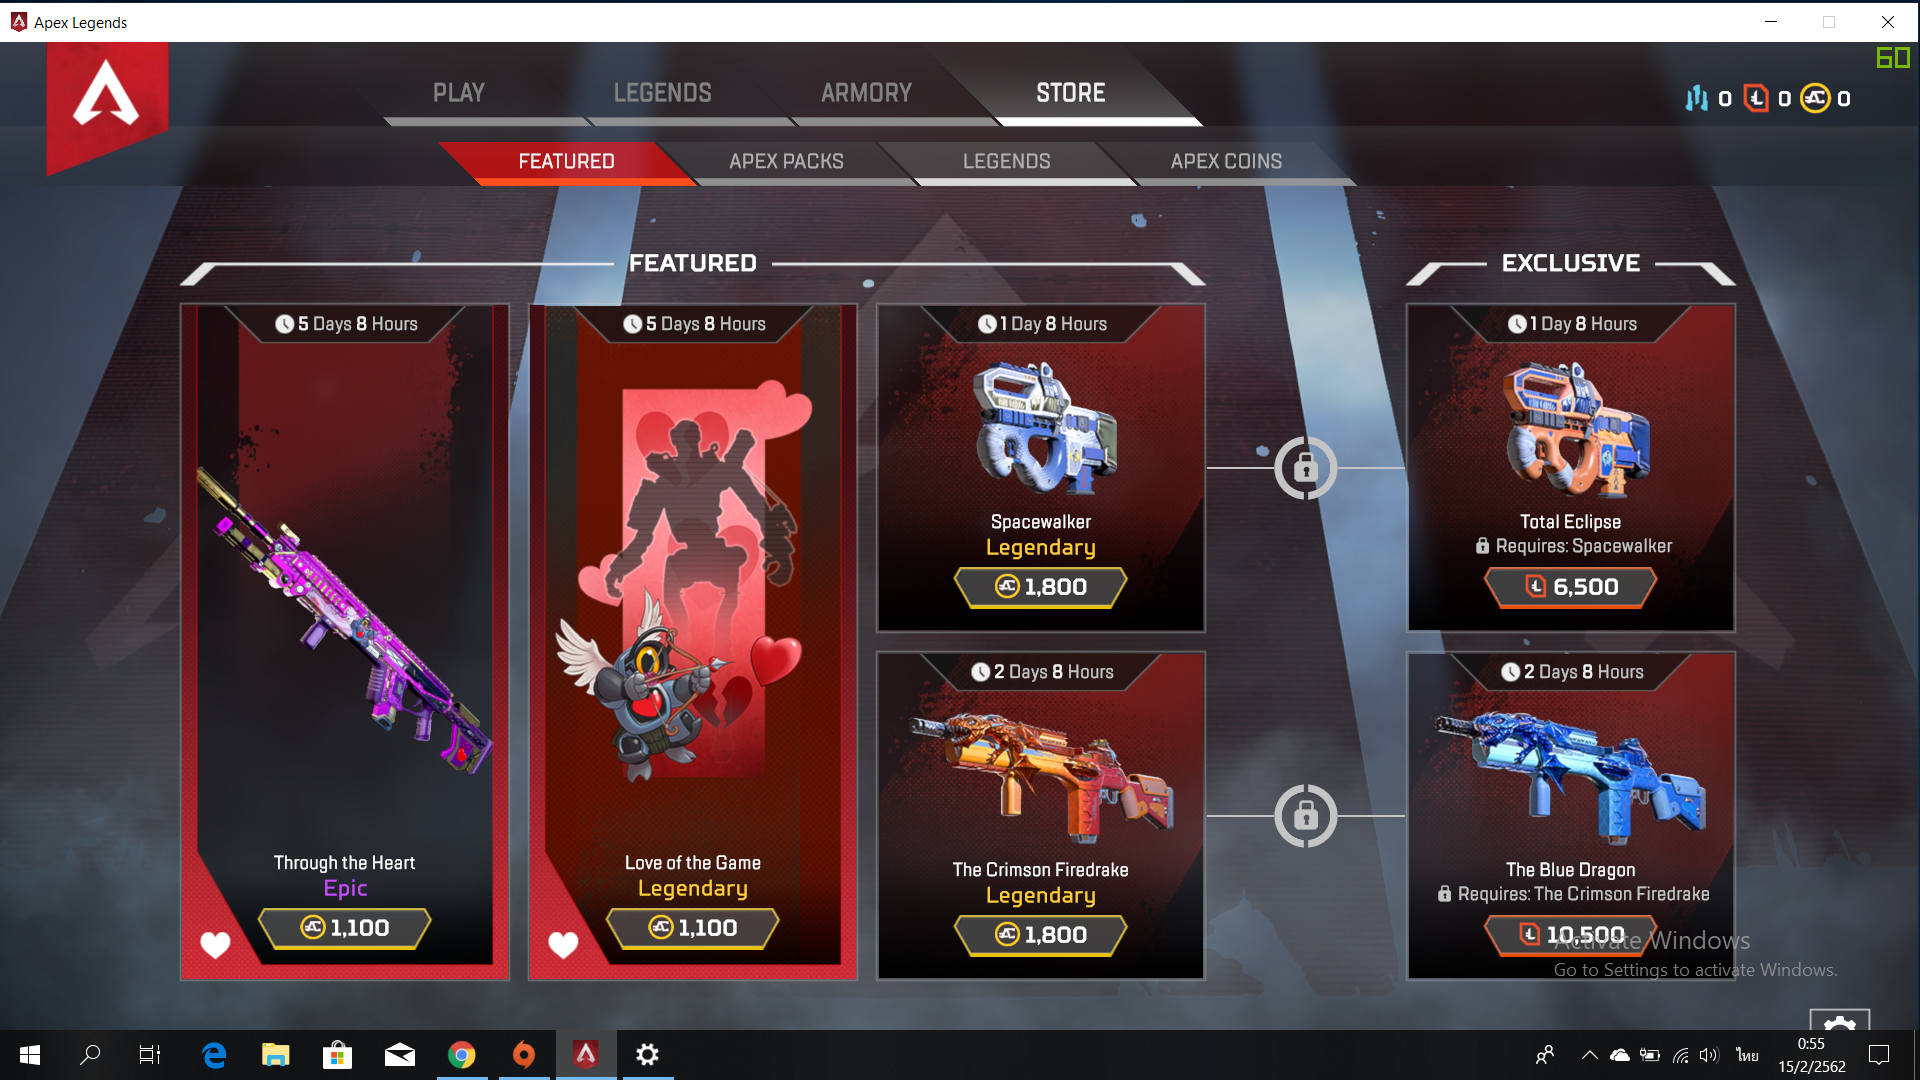 Apex Legends
60
PLAY
LEGENDS
ARMORY
STORE
0
0
0
FEATURED
APEX PACKS
LEGENDS
APEX COINS
FEATURED
EXCLUSIVE
5 Days 8 Hours
Through the Heart
Epic
1,100
5 Days 8 Hours
Love of the Game
Legendary
1,100
1 Day 8 Hours
Spacewalker
Legendary
1,800
1 Day 8 Hours
Total Eclipse
Requires: Spacewalker
6,500
2 Days 8 Hours
The Crimson Firedrake
Legendary
1,800
2 Days 8 Hours
The Blue Dragon
Requires: The Crimson Firedrake
10,500
Activate Windows
Go to Settings to activate Windows.
ไทย
0:55
15/2/2562